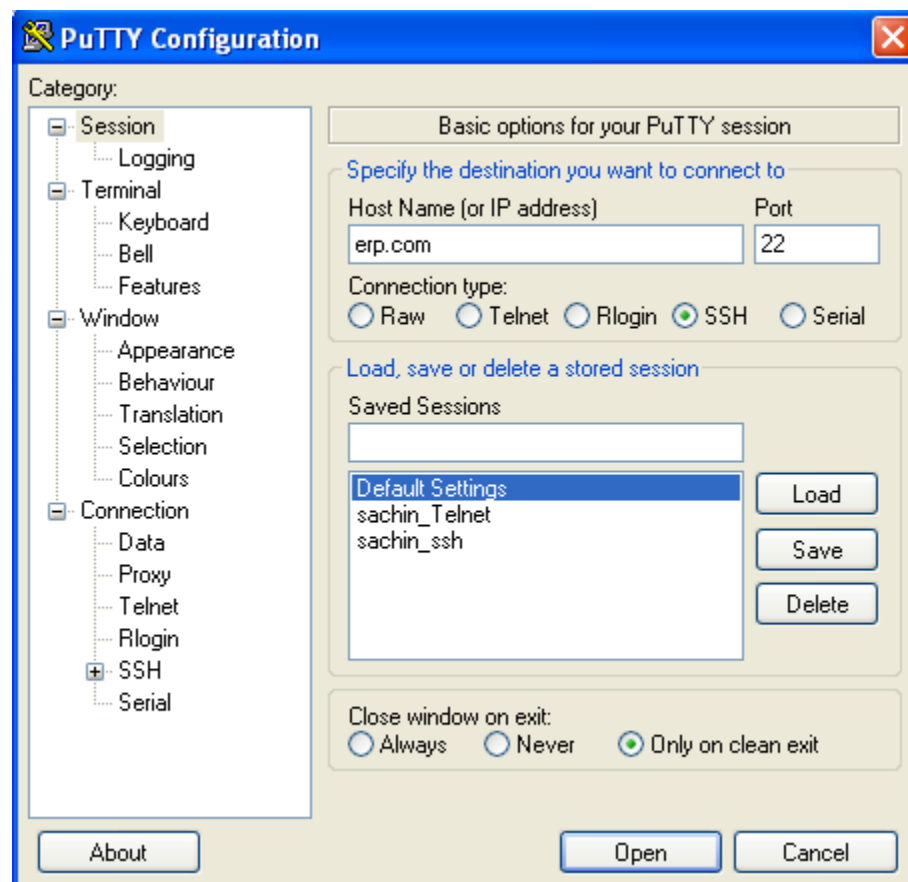 PuTTY Configuration
Category:
Session
Logging
Terminal
Keyboard
Bell
Features
Window
Appearance
Behaviour
Translation
Selection
Colours
Connection
Data
Proxy
Telnet
Rlogin
SSH
Serial
Basic options for your PuTTY session
Specify the destination you want to connect to
Host Name (or IP address) Port
erp.com 22
Connection type:
Raw Telnet Rlogin SSH Serial
Load, save or delete a stored session
Saved Sessions
Default Settings
sachin_Telnet
sachin_ssh
Load
Save
Delete
Close window on exit:
Always Never Only on clean exit
About Open Cancel